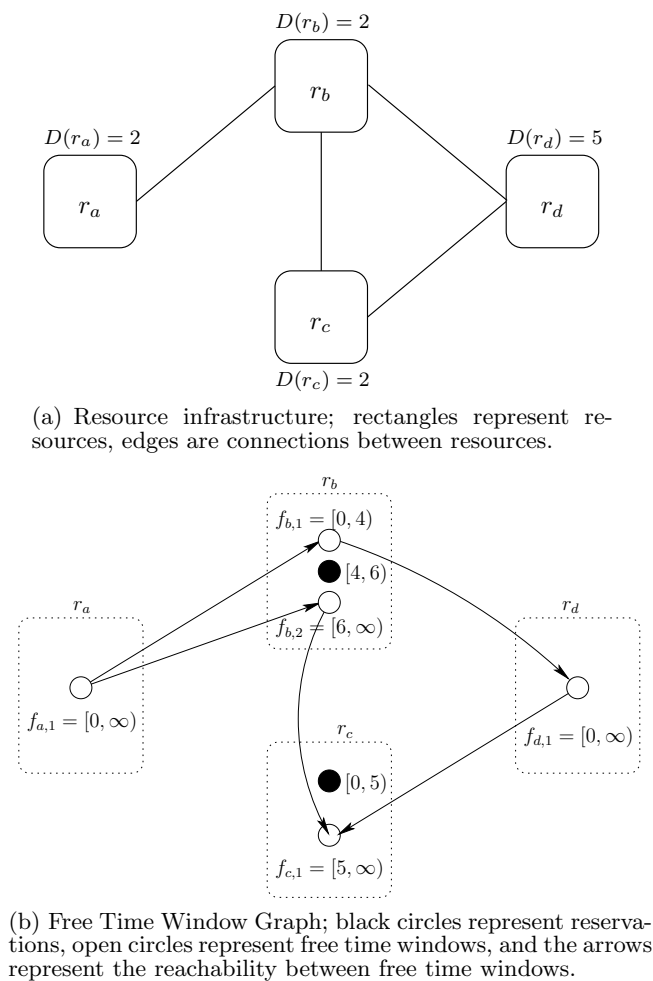 D(r_b) = 2
r_b
D(r_a) = 2
D(r_d) = 5
r_a
r_d
r_c
D(r_c) = 2
(a) Resource infrastructure; rectangles represent re-
sources, edges are connections between resources.
r_b
f_{b,1} = [0, 4)
[4, 6)
r_a
r_d
f_{b,2} = [6, ∞)
f_{a,1} = [0, ∞)
f_{d,1} = [0, ∞)
r_c
[0, 5)
f_{c,1} = [5, ∞)
(b) Free Time Window Graph; black circles represent reserva-
tions, open circles represent free time windows, and the arrows
represent the reachability between free time windows.